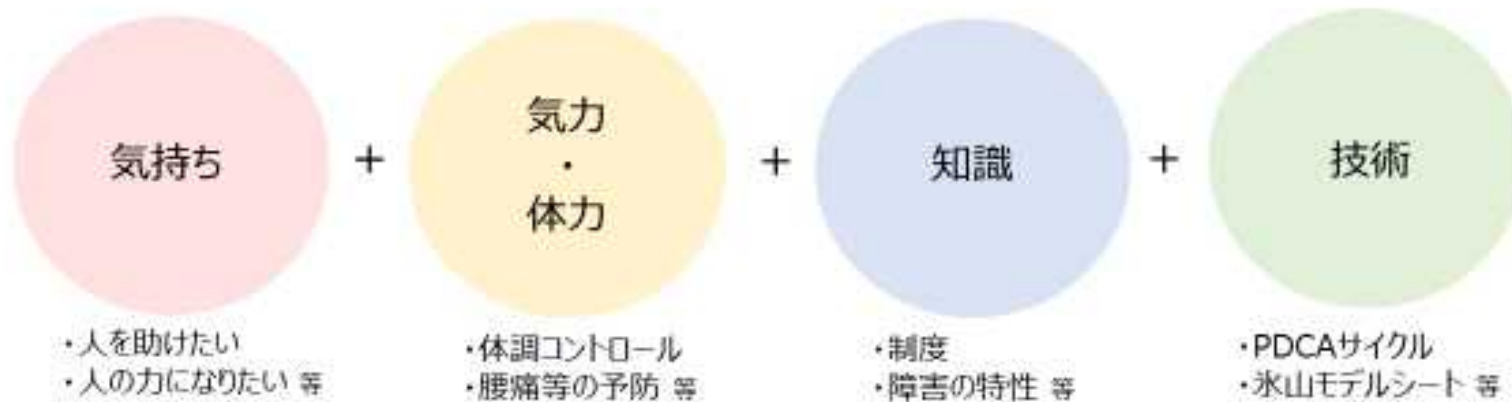 気持ち
+
気力
・
体力
+
知識
+
技術
・人を助けたい
・人の力になりたい 等
・体調コントロール
・腰痛等の予防 等
・制度
・障害の特性 等
・PDCAサイクル
・氷山モデルシート 等